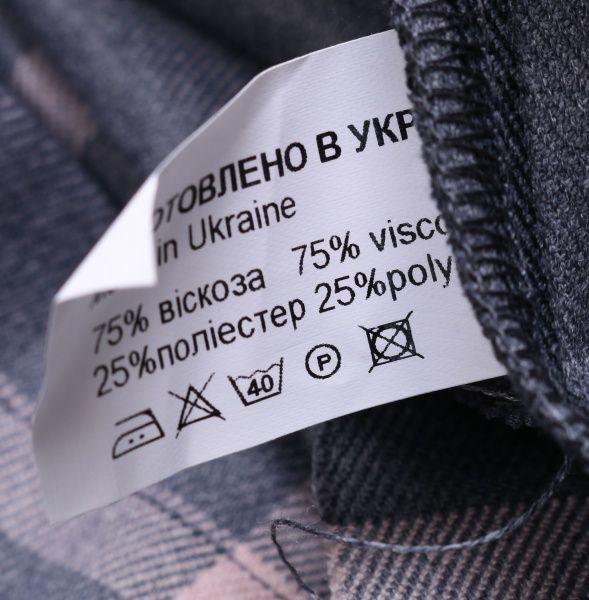 ОТОВЛЕНО В УКР
in Ukraine
75% віскоза 75% visco
25%поліестер 25%poly
40 P